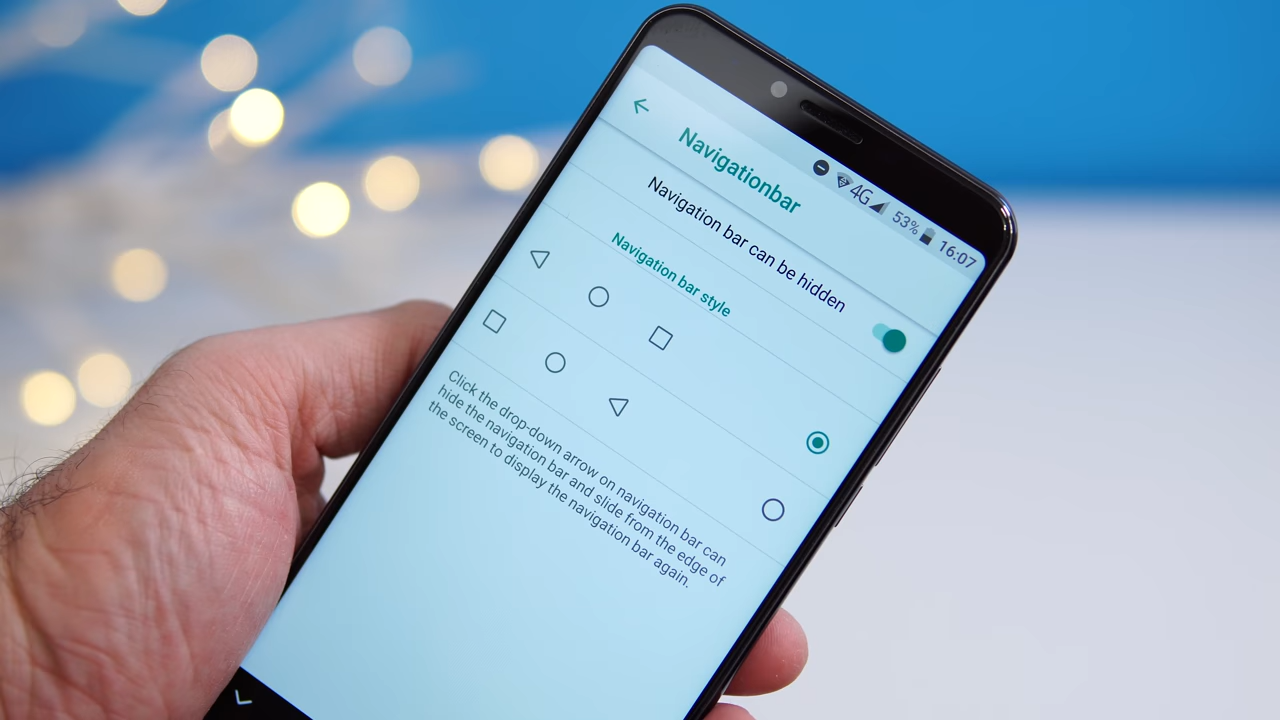 4G 53% 16:07
Navigationbar
Navigation bar can be hidden
Navigation bar style
Click the drop-down arrow on navigation bar can
hide the navigation bar and slide from the edge of
the screen to display the navigation bar again.